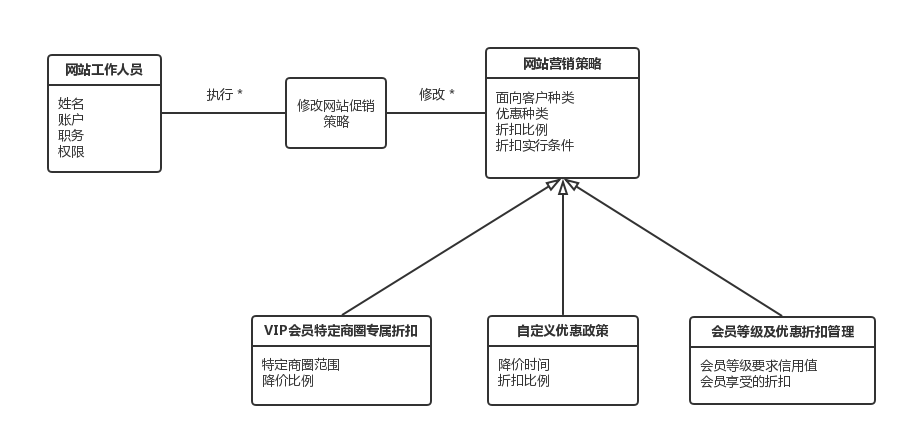 网站工作人员
姓名
账户
职务
权限
执行 *
修改网站促销
策略
修改 *
网站营销策略
面向客户种类
优惠种类
折扣比例
折扣实行条件
VIP会员特定商圈专属折扣
特定商圈范围
降价比例
自定义优惠政策
降价时间
折扣比例
会员等级及优惠折扣管理
会员等级要求信用值
会员享受的折扣